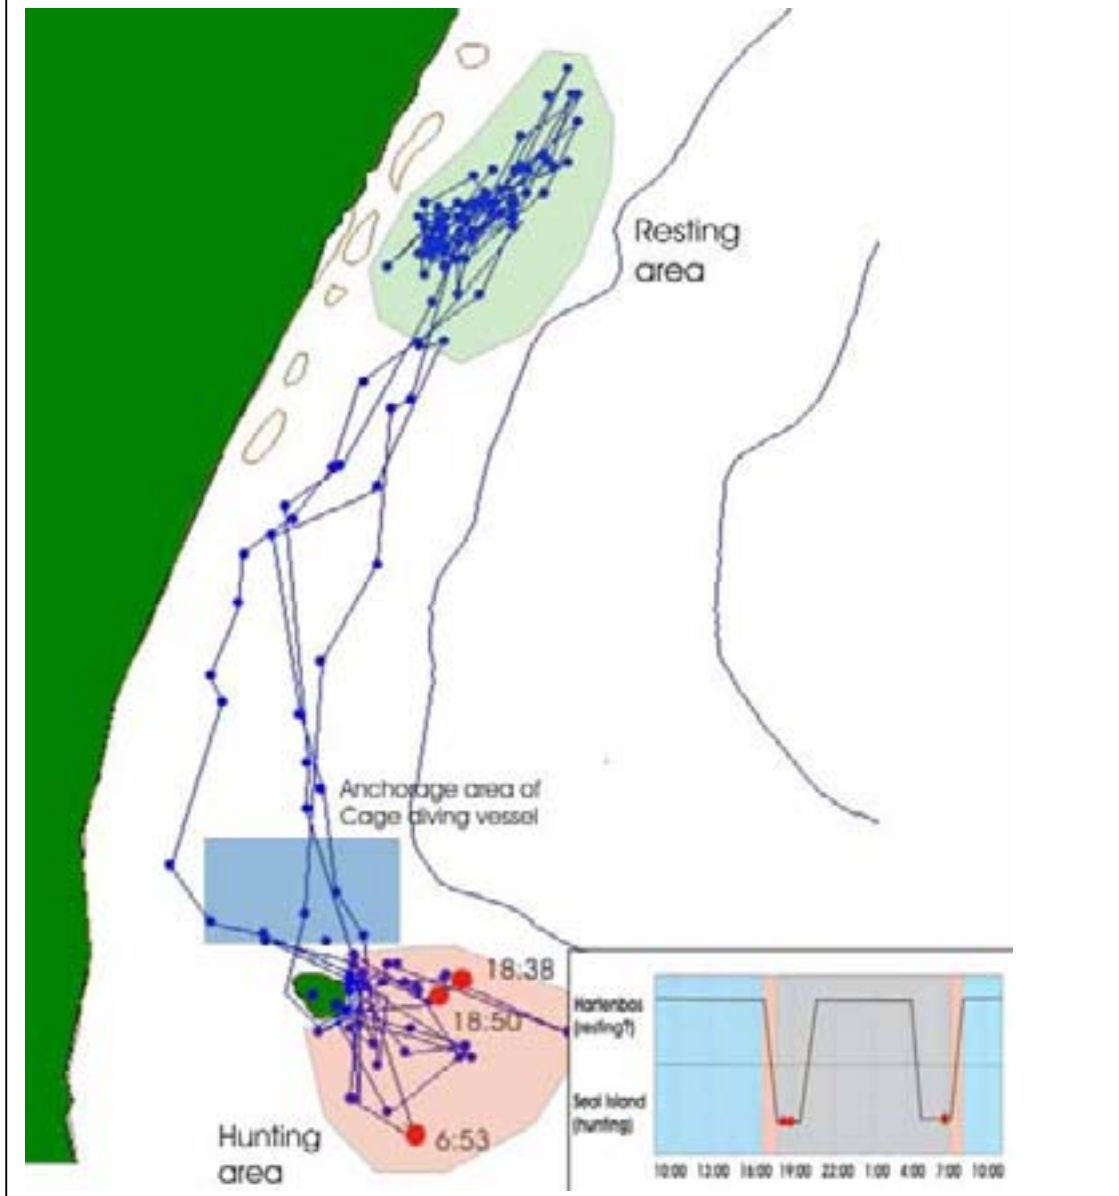 Resting
area
Anchorage area of
Cage diving vessel
18:38
18:50
6:53
Hunting
area
Hartenbos
(resting?)
Seal Island
(hunting)
10:00 13:00 16:00 19:00 22:00 1:00 4:00 7:00 10:00